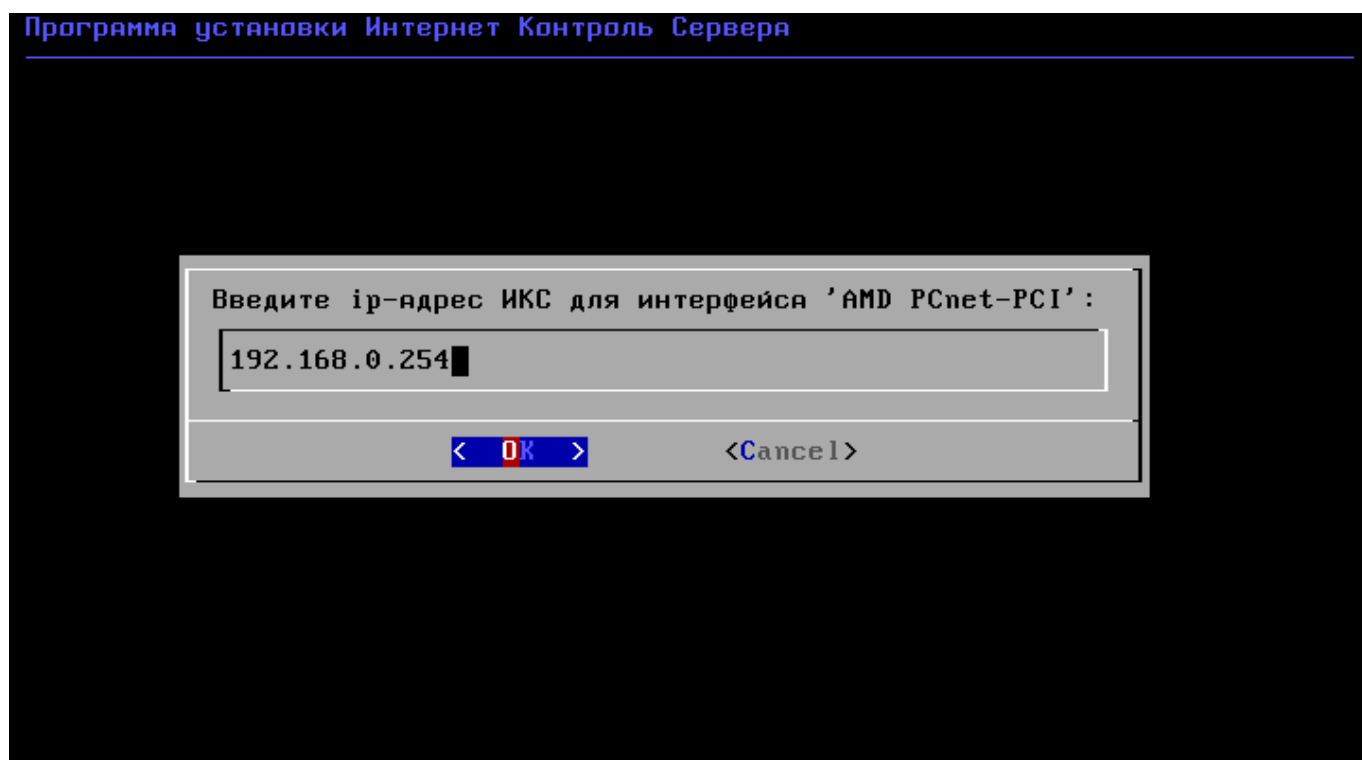 Программа установки Интернет Контроль Сервера
Введите ip-адрес ИКС для интерфейса 'AMD PCnet-PCI':
192.168.0.254
< OK > <Cancel>